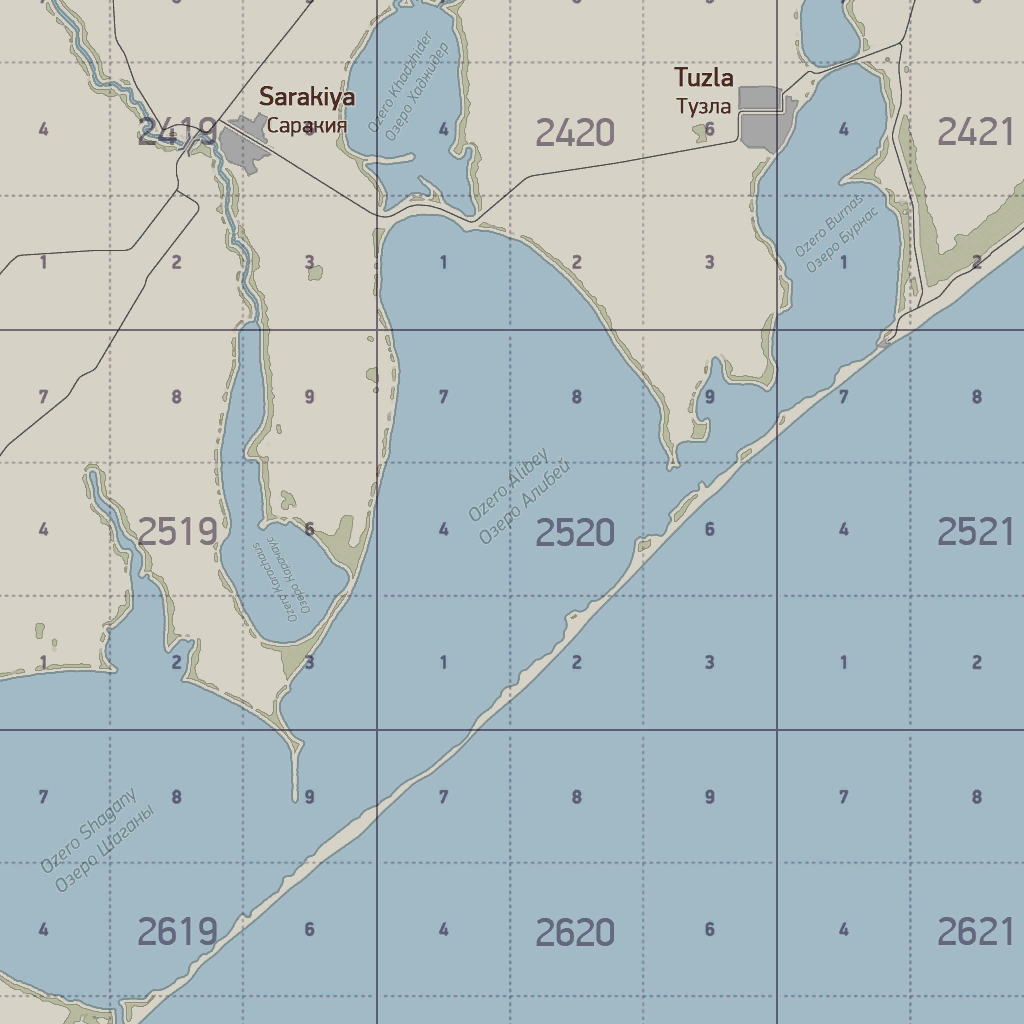 Ozero Khadzhider
Озеро Хаджидер
Tuzla
Тузла
Sarakiya
Саракия
4 2419 6 4 2420 6 4 2421
Ozero Burnas
Озеро Бурнас
1 2 3 1 2 3 1 2
7 8 9 7 8 9 7 8
Ozero Alibey
Озеро Алибей
4 2519 6 4 2520 6 4 2521
Ozero Karachaus
Озеро Карачаус
1 2 3 1 2 3 1 2
7 8 9 7 8 9 7 8
Ozero Shagany
Озеро Шаганы
4 2619 6 4 2620 6 4 2621